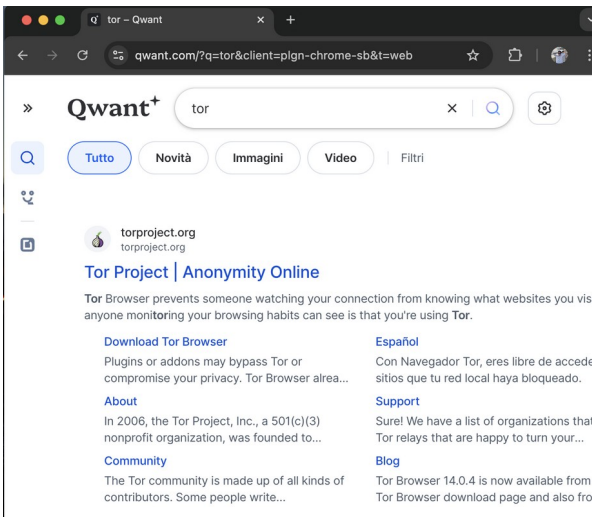 tor – Qwant
qwant.com/?q=tor&client=plgn-chrome-sb&t=web
Qwant+
tor
Tutto Novità Immagini Video Filtri
torproject.org
torproject.org
Tor Project | Anonymity Online
Tor Browser prevents someone watching your connection from knowing what websites you vis
anyone monitoring your browsing habits can see is that you're using Tor.
Download Tor Browser
Plugins or addons may bypass Tor or
compromise your privacy. Tor Browser alrea...
Español
Con Navegador Tor, eres libre de accede
sitios que tu red local haya bloqueado.
About
In 2006, the Tor Project, Inc., a 501(c)(3)
nonprofit organization, was founded to...
Support
Sure! We have a list of organizations that
Tor relays that are happy to turn your...
Community
The Tor community is made up of all kinds of
contributors. Some people write...
Blog
Tor Browser 14.0.4 is now available from
Tor Browser download page and also fro